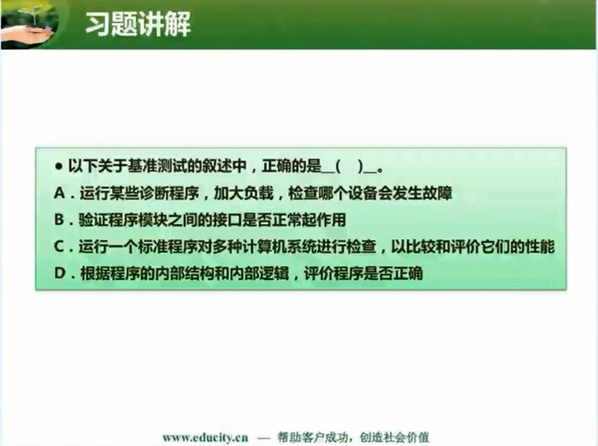 习题讲解
● 以下关于基准测试的叙述中，正确的是__(    )__。
A．运行某些诊断程序，加大负载，检查哪个设备会发生故障
B．验证程序模块之间的接口是否正常起作用
C．运行一个标准程序对多种计算机系统进行检查，以比较和评价它们的性能
D．根据程序的内部结构和内部逻辑，评价程序是否正确
www.educity.cn — 帮助客户成功，创造社会价值